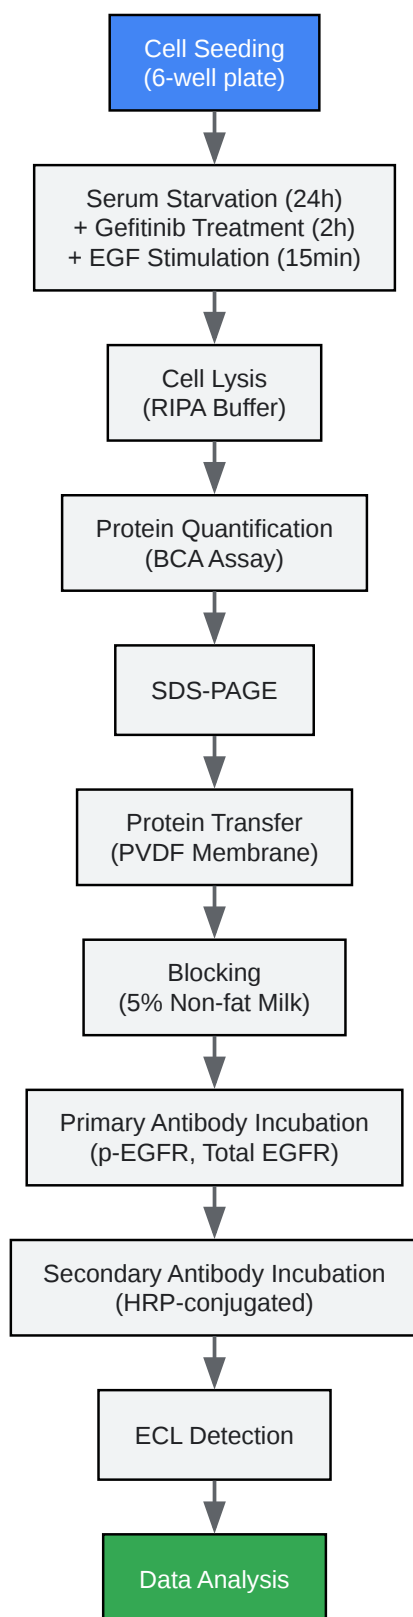 Cell Seeding
(6-well plate)
Serum Starvation (24h)
+ Gefitinib Treatment (2h)
+ EGF Stimulation (15min)
Cell Lysis
(RIPA Buffer)
Protein Quantification
(BCA Assay)
SDS-PAGE
Protein Transfer
(PVDF Membrane)
Blocking
(5% Non-fat Milk)
Primary Antibody Incubation
(p-EGFR, Total EGFR)
Secondary Antibody Incubation
(HRP-conjugated)
ECL Detection
Data Analysis